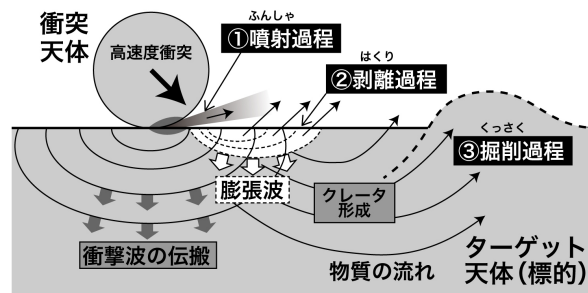 衝突
天体
高速度衝突
ふんしゃ
①噴射過程
はくり
②剥離過程
くっさく
③掘削過程
膨張波
クレータ
形成
衝撃波の伝搬
物質の流れ
ターゲット
天体（標的）